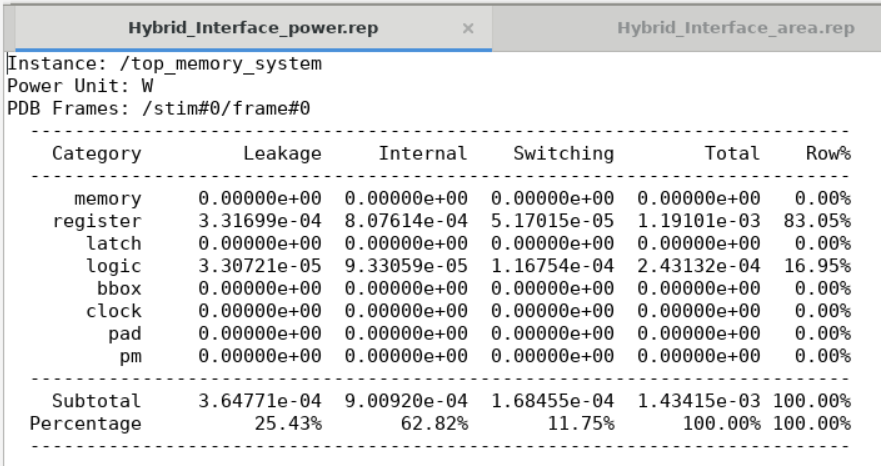 Hybrid_Interface_power.rep × Hybrid_Interface_area.rep
Instance: /top_memory_system
Power Unit: W
PDB Frames: /stim#0/frame#0
-------------------------------------------------------------------------
Category Leakage Internal Switching Total Row%
-------------------------------------------------------------------------
memory 0.00000e+00 0.00000e+00 0.00000e+00 0.00000e+00 0.00%
register 3.31699e-04 8.07614e-04 5.17015e-05 1.19101e-03 83.05%
latch 0.00000e+00 0.00000e+00 0.00000e+00 0.00000e+00 0.00%
logic 3.30721e-05 9.33059e-05 1.16754e-04 2.43132e-04 16.95%
bbox 0.00000e+00 0.00000e+00 0.00000e+00 0.00000e+00 0.00%
clock 0.00000e+00 0.00000e+00 0.00000e+00 0.00000e+00 0.00%
pad 0.00000e+00 0.00000e+00 0.00000e+00 0.00000e+00 0.00%
pm 0.00000e+00 0.00000e+00 0.00000e+00 0.00000e+00 0.00%
-------------------------------------------------------------------------
Subtotal 3.64771e-04 9.00920e-04 1.68455e-04 1.43415e-03 100.00%
Percentage 25.43% 62.82% 11.75% 100.00% 100.00%
-------------------------------------------------------------------------